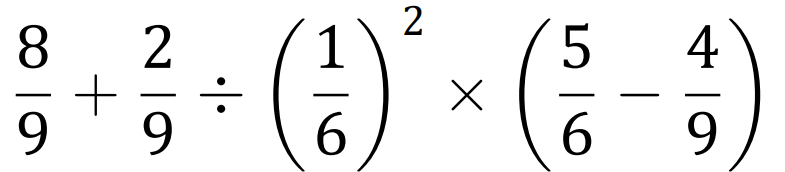 8/9 + 2/9 ÷ (1/6)² × (5/6 − 4/9)